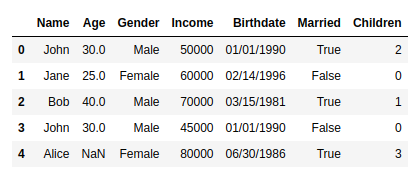 Name Age Gender Income Birthdate Married Children
0 John 30.0 Male 50000 01/01/1990 True 2
1 Jane 25.0 Female 60000 02/14/1996 False 0
2 Bob 40.0 Male 70000 03/15/1981 True 1
3 John 30.0 Male 45000 01/01/1990 False 0
4 Alice NaN Female 80000 06/30/1986 True 3